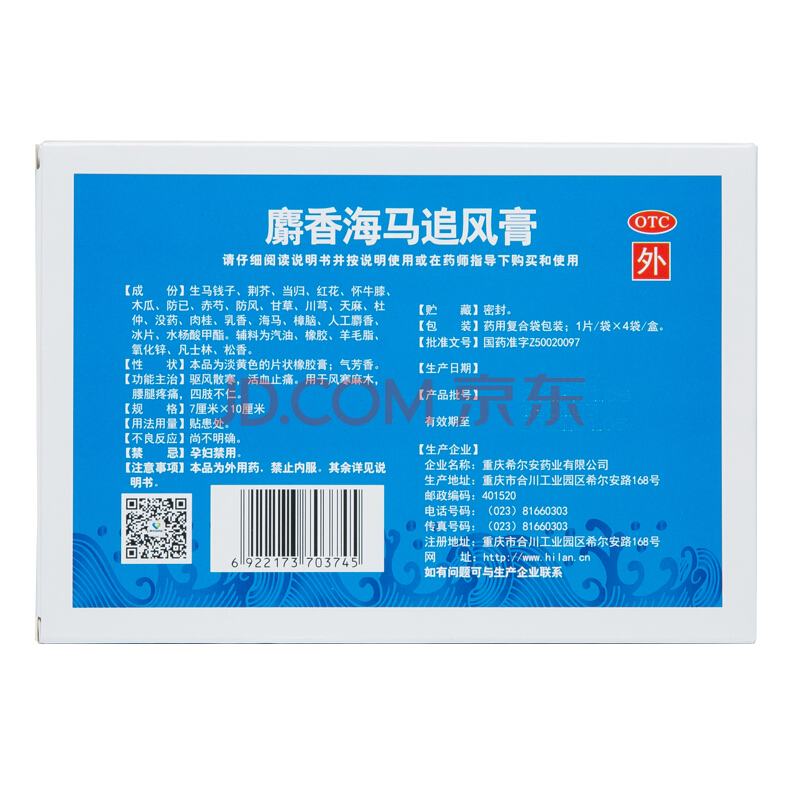 麝香海马追风膏
OTC
外
请仔细阅读说明书并按说明使用或在药师指导下购买和使用
【成　份】生马钱子、荆芥、当归、红花、怀牛膝、
木瓜、防己、赤芍、防风、甘草、川芎、天麻、杜
仲、没药、肉桂、乳香、海马、樟脑、人工麝香、
冰片、水杨酸甲酯。辅料为汽油、橡胶、羊毛脂、
氧化锌、凡士林、松香。
【性　状】本品为淡黄色的片状橡胶膏；气芳香。
【功能主治】驱风散寒，活血止痛。用于风寒麻木，
腰腿疼痛，四肢不仁。
【规　格】7厘米×10厘米
【用法用量】贴患处。
【不良反应】尚不明确。
【禁　忌】孕妇禁用。
【注意事项】本品为外用药，禁止内服。其余详见说
明书。
6 922173 703745
【贮　藏】密封。
【包　装】药用复合袋包装；1片/袋×4袋/盒。
【批准文号】国药准字Z50020097
【生产日期】
【产品批号】
有效期至
【生产企业】
企业名称：重庆希尔安药业有限公司
生产地址：重庆市合川工业园区希尔安路168号
邮政编码：401520
电话号码：（023）81660303
传真号码：（023）81660303
注册地址：重庆市合川工业园区希尔安路168号
网　址：http://www.hilan.cn
如有问题可与生产企业联系
JD.COM 京东